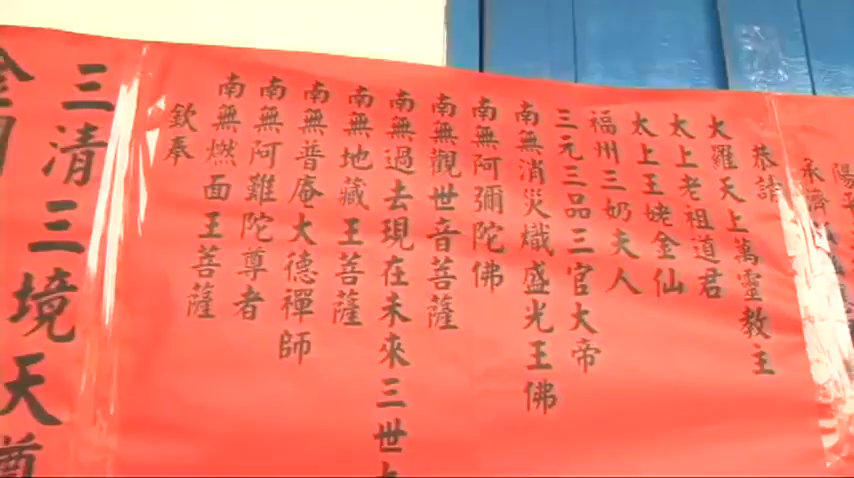 恭請
大羅天上萬靈教主
太上老祖道君
太上王姥金仙
福州三奶夫人
三元三品三官大帝
南無消災熾盛光王佛
南無阿彌陀佛
南無觀世音菩薩
南無過去現在未來三世
南無地藏王菩薩
南無普庵大德禪師
南無阿難陀尊者
南無燃面王菩薩
欽奉
三清三境天尊